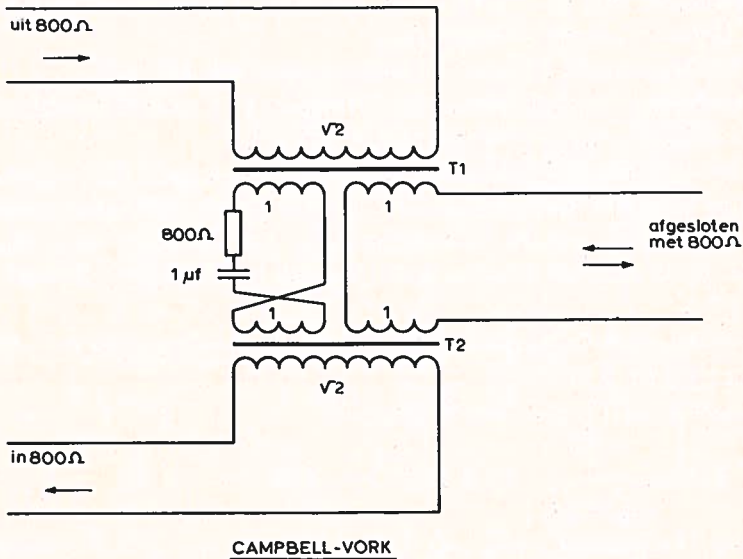 uit 800Ω
√2
T1
1
1
800Ω
afgesloten
met 800Ω
1 µf
1
1
T2
√2
in 800Ω
CAMPBELL-VORK